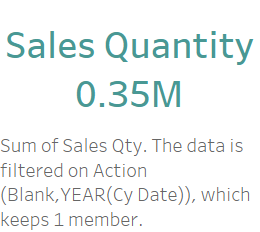 Sales Quantity
0.35M
Sum of Sales Qty. The data is
filtered on Action
(Blank,YEAR(Cy Date)), which
keeps 1 member.